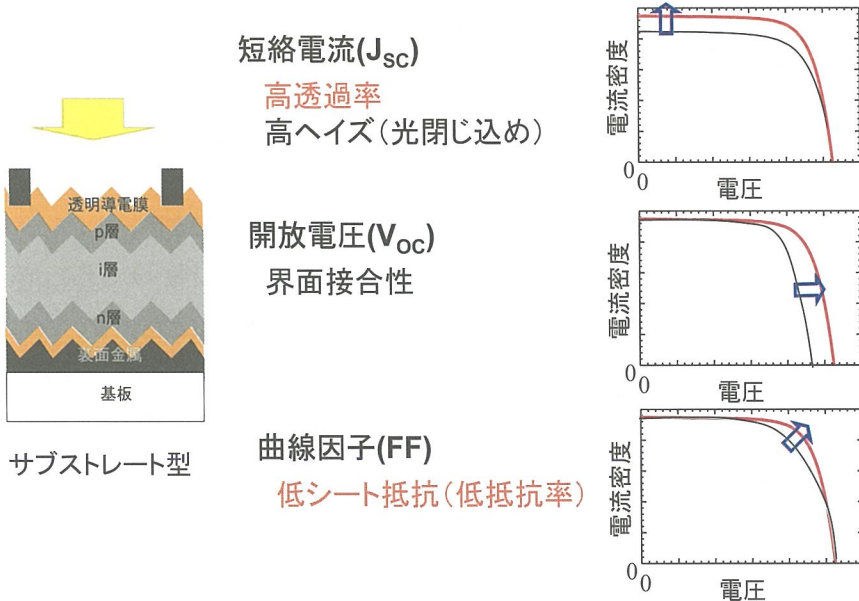 短絡電流(JSC)
高透過率
高ヘイズ(光閉じ込め)
電流密度
0
0
電圧
透明導電膜
p層
i層
n層
裏面金属
基板
サブストレート型
開放電圧(VOC)
界面接合性
電流密度
0
0
電圧
曲線因子(FF)
低シート抵抗(低抵抗率)
電流密度
0
0
電圧